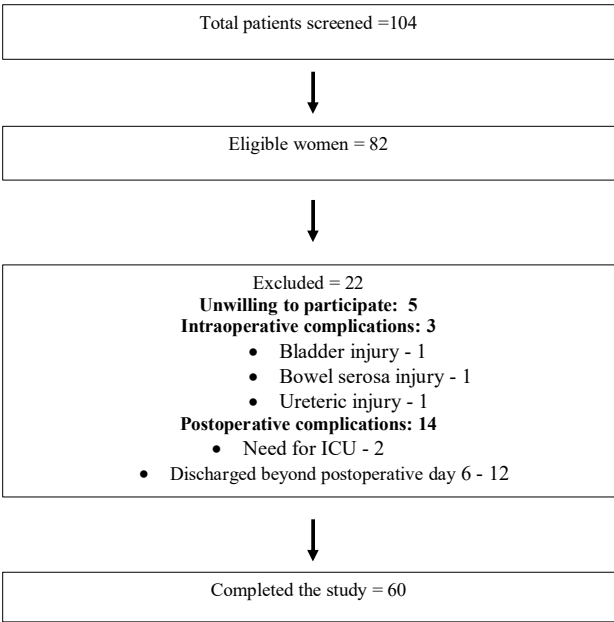 Total patients screened =104
Eligible women = 82
Excluded = 22
Unwilling to participate:  5
Intraoperative complications: 3
• Bladder injury - 1
• Bowel serosa injury - 1
• Ureteric injury - 1
Postoperative complications: 14
• Need for ICU - 2
• Discharged beyond postoperative day 6 - 12
Completed the study = 60